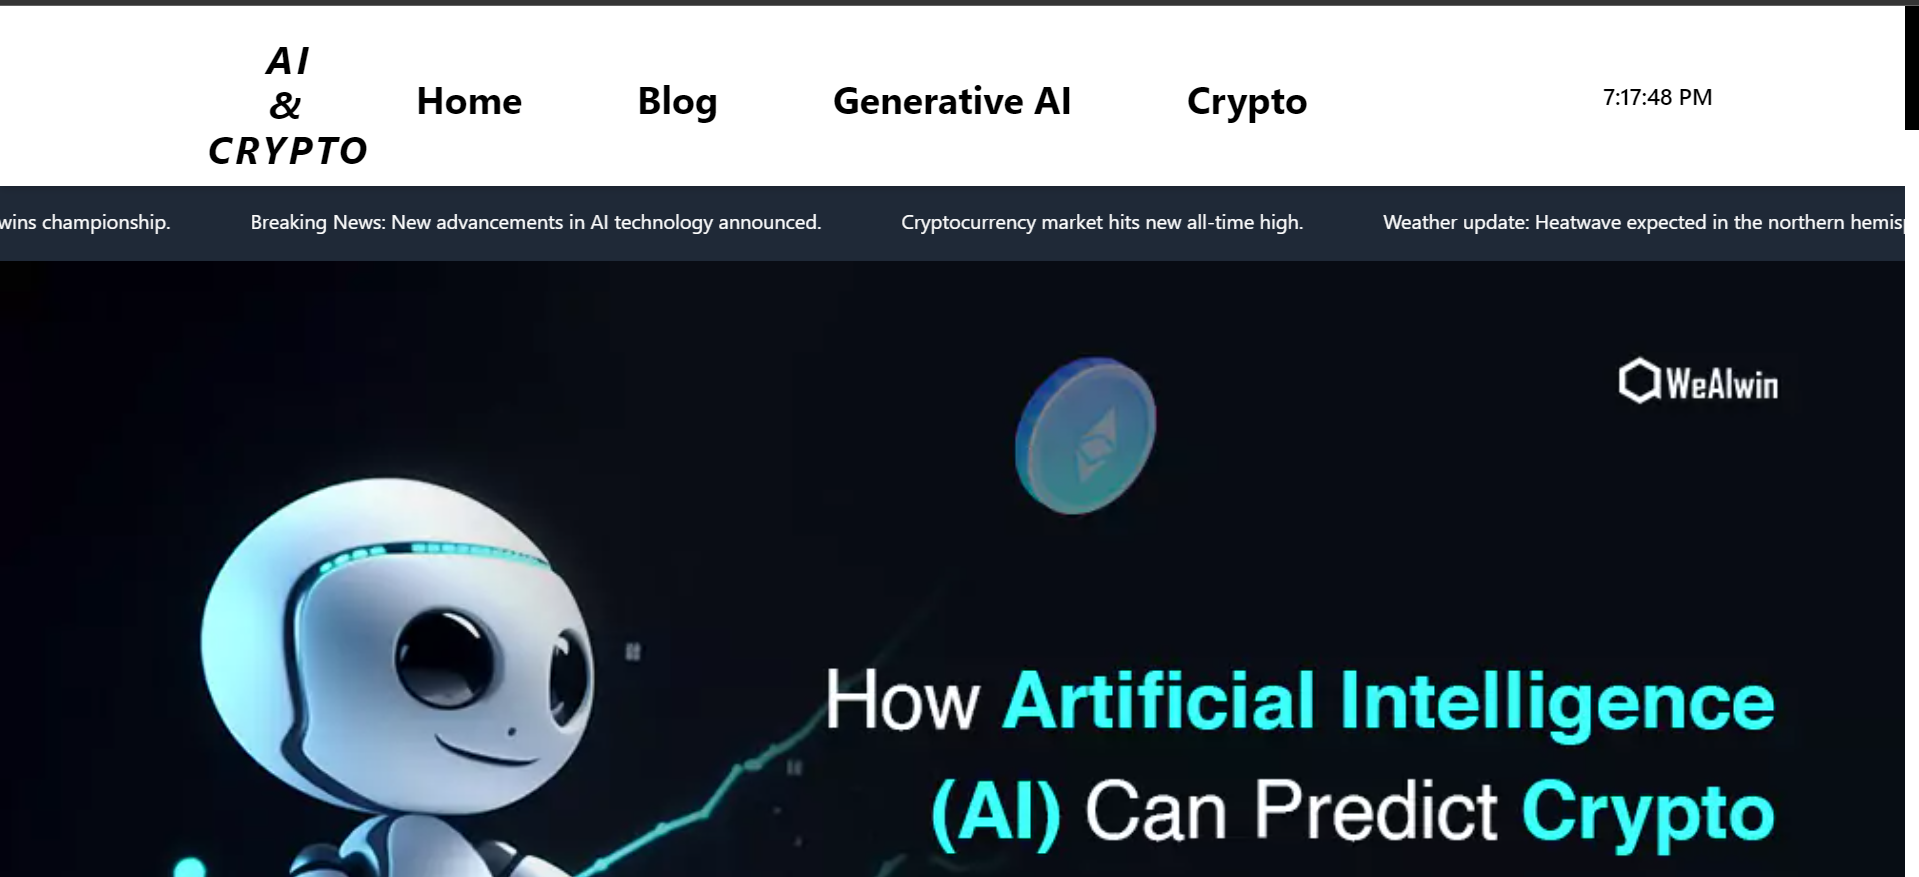 AI
&
CRYPTO
Home Blog Generative AI Crypto 7:17:48 PM
wins championship. Breaking News: New advancements in AI technology announced. Cryptocurrency market hits new all-time high. Weather update: Heatwave expected in the northern
WeAlwin
How Artificial Intelligence
(AI) Can Predict Crypto